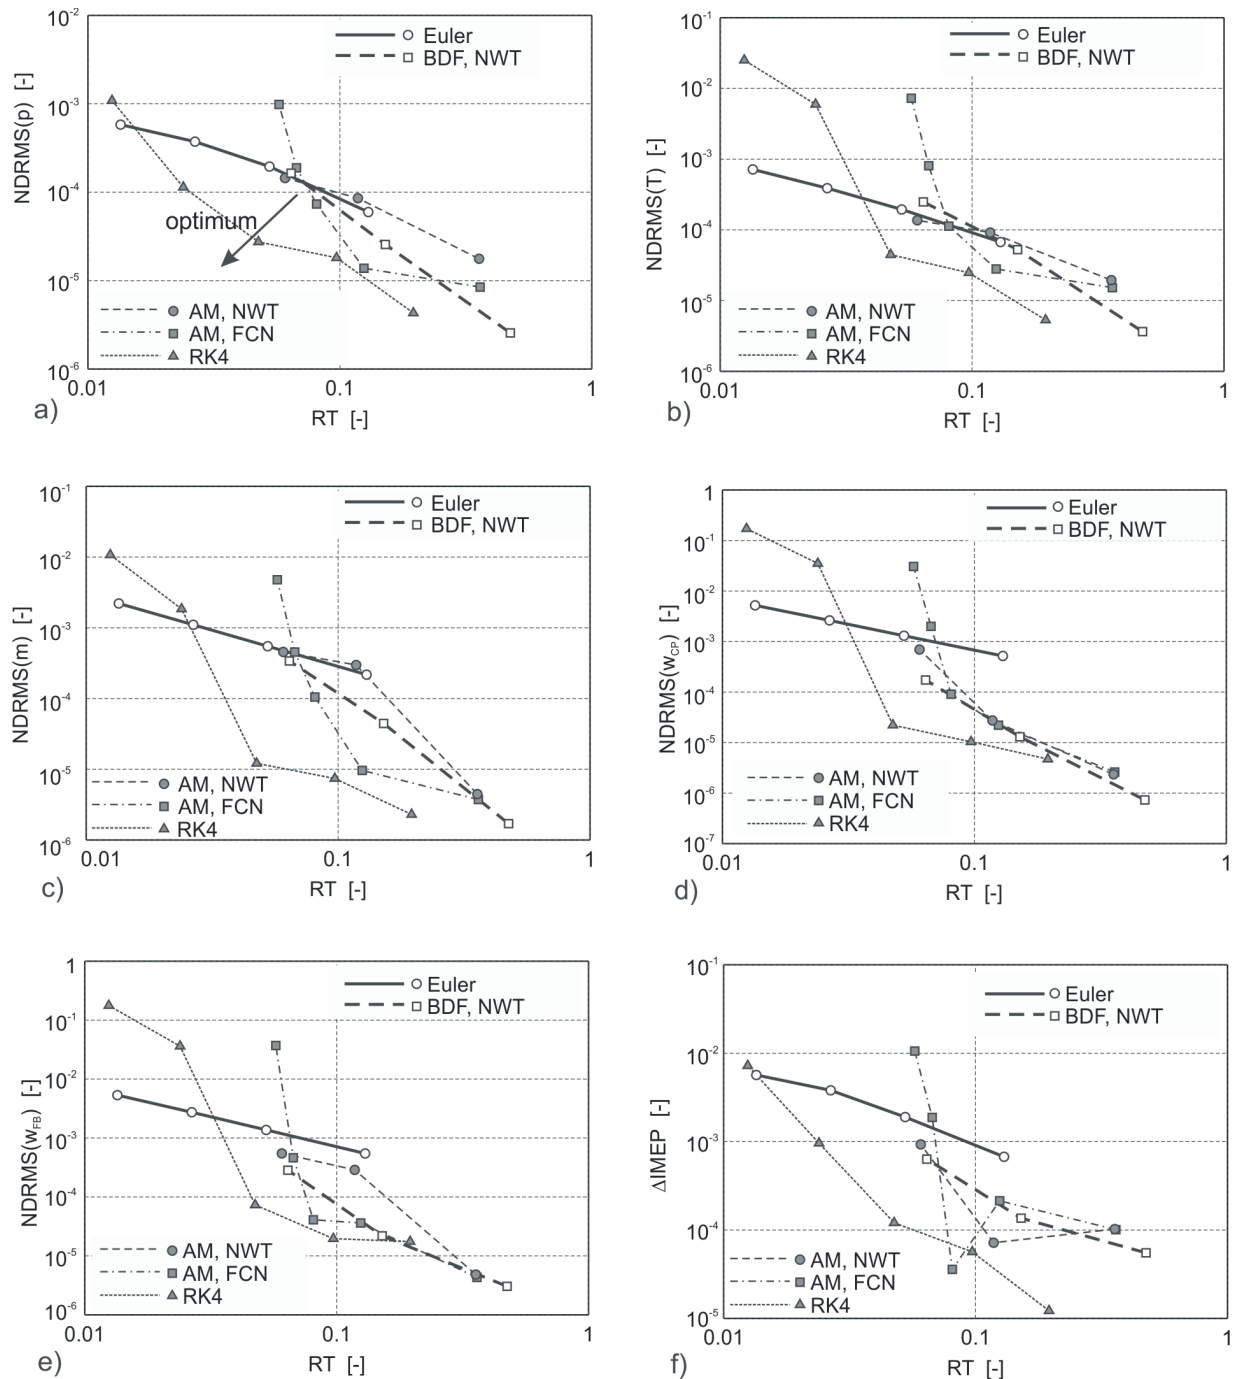 10-2
10-3
10-4
10-5
10-6
NDRMS(p) [-]
Euler
BDF, NWT
optimum
AM, NWT
AM, FCN
RK4
0.01
0.1
1
RT [-]
a)
10-1
10-2
10-3
10-4
10-5
10-6
NDRMS(T) [-]
Euler
BDF, NWT
AM, NWT
AM, FCN
RK4
0.01
0.1
1
RT [-]
b)
10-1
10-2
10-3
10-4
10-5
10-6
NDRMS(m) [-]
Euler
BDF, NWT
AM, NWT
AM, FCN
RK4
0.01
0.1
1
RT [-]
c)
1
10-1
10-2
10-3
10-4
10-5
10-6
10-7
NDRMS(wCP) [-]
Euler
BDF, NWT
AM, NWT
AM, FCN
RK4
0.01
0.1
1
RT [-]
d)
1
10-1
10-2
10-3
10-4
10-5
10-6
NDRMS(wFB) [-]
Euler
BDF, NWT
AM, NWT
AM, FCN
RK4
0.01
0.1
1
RT [-]
e)
10-1
10-2
10-3
10-4
10-5
ΔIMEP [-]
Euler
BDF, NWT
AM, NWT
AM, FCN
RK4
0.01
0.1
1
RT [-]
f)